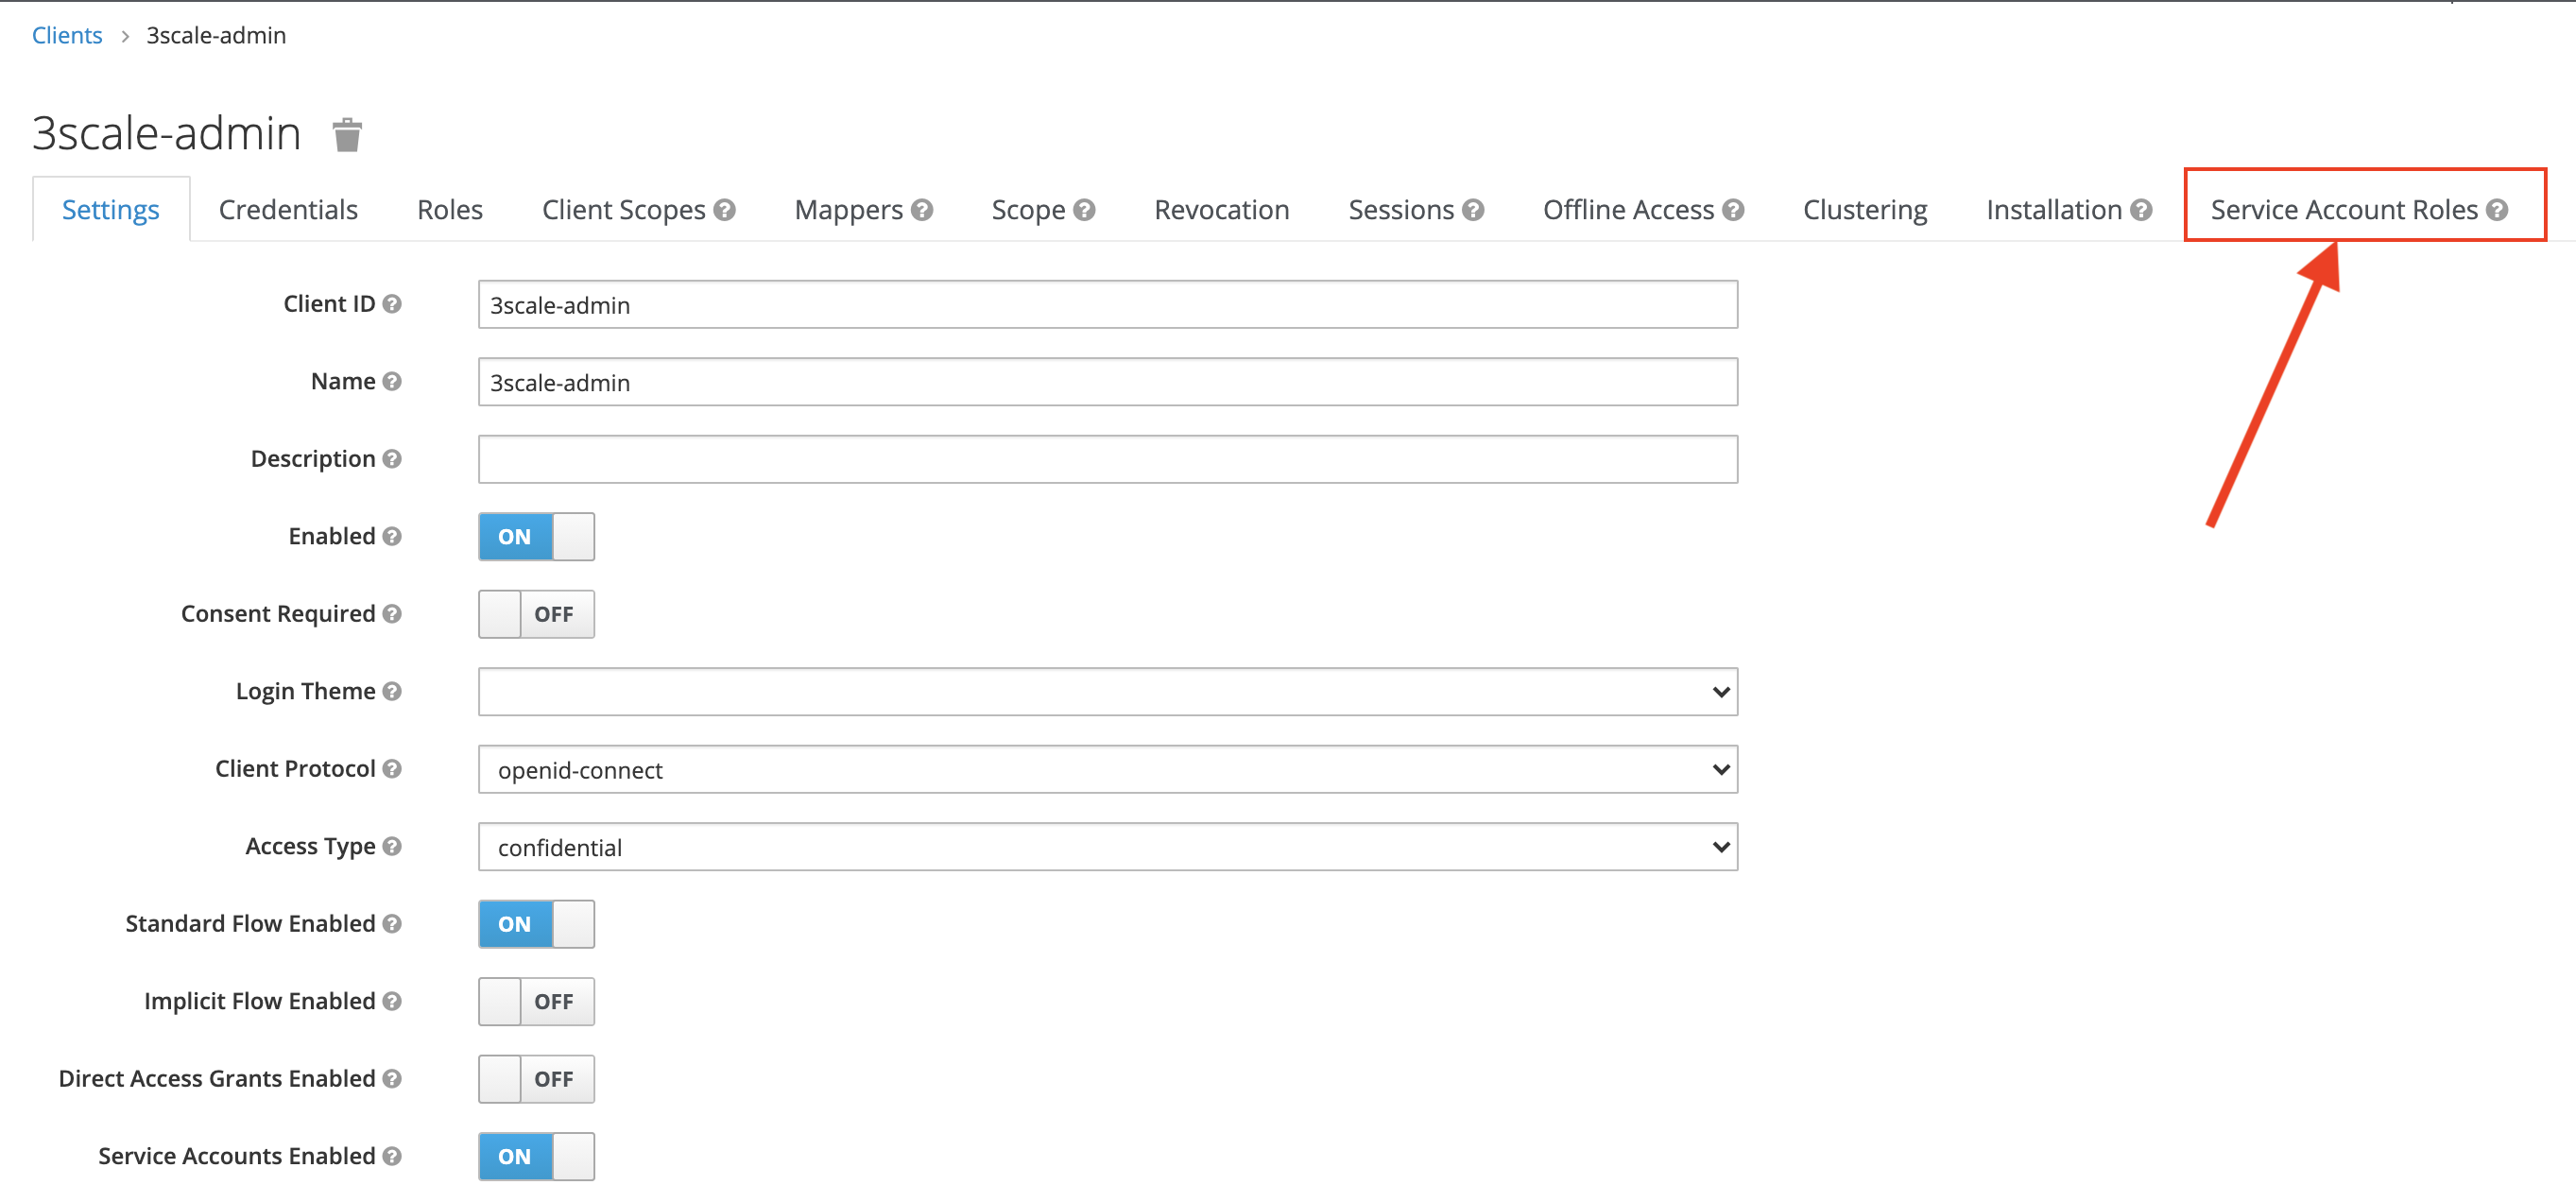 Clients > 3scale-admin
3scale-admin
Settings Credentials Roles Client Scopes ? Mappers ? Scope ? Revocation Sessions ? Offline Access ? Clustering Installation ? Service Account Roles ?
Client ID ? 3scale-admin
Name ? 3scale-admin
Description ?
Enabled ? ON
Consent Required ? OFF
Login Theme ?
Client Protocol ? openid-connect
Access Type ? confidential
Standard Flow Enabled ? ON
Implicit Flow Enabled ? OFF
Direct Access Grants Enabled ? OFF
Service Accounts Enabled ? ON